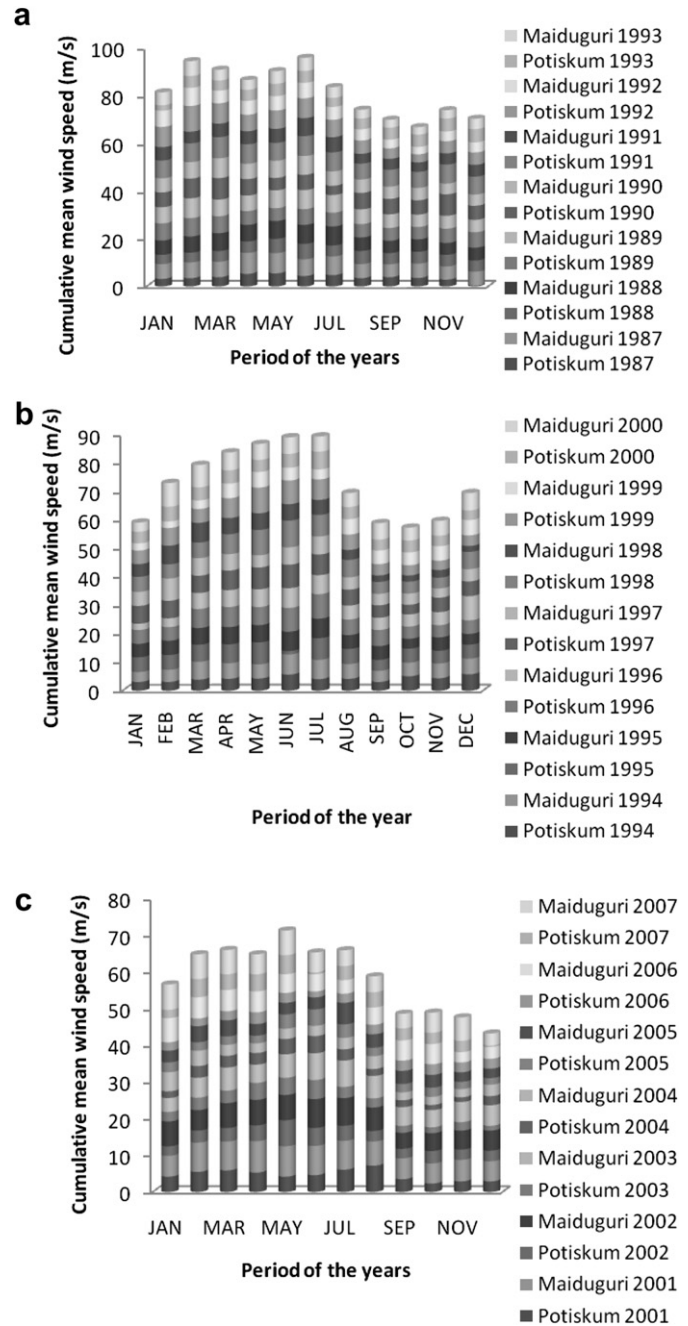 a
Cumulative mean wind speed (m/s)
100
80
60
40
20
0
JAN MAR MAY JUL SEP NOV
Period of the years
Maiduguri 1993
Potiskum 1993
Maiduguri 1992
Potiskum 1992
Maiduguri 1991
Potiskum 1991
Maiduguri 1990
Potiskum 1990
Maiduguri 1989
Potiskum 1989
Maiduguri 1988
Potiskum 1988
Maiduguri 1987
Potiskum 1987
b
Cumulative mean wind speed (m/s)
90
80
70
60
50
40
30
20
10
0
JAN FEB MAR APR MAY JUN JUL AUG SEP OCT NOV DEC
Period of the year
Maiduguri 2000
Potiskum 2000
Maiduguri 1999
Potiskum 1999
Maiduguri 1998
Potiskum 1998
Maiduguri 1997
Potiskum 1997
Maiduguri 1996
Potiskum 1996
Maiduguri 1995
Potiskum 1995
Maiduguri 1994
Potiskum 1994
c
Cumulative mean wind speed (m/s)
80
70
60
50
40
30
20
10
0
JAN MAR MAY JUL SEP NOV
Period of the years
Maiduguri 2007
Potiskum 2007
Maiduguri 2006
Potiskum 2006
Maiduguri 2005
Potiskum 2005
Maiduguri 2004
Potiskum 2004
Maiduguri 2003
Potiskum 2003
Maiduguri 2002
Potiskum 2002
Maiduguri 2001
Potiskum 2001